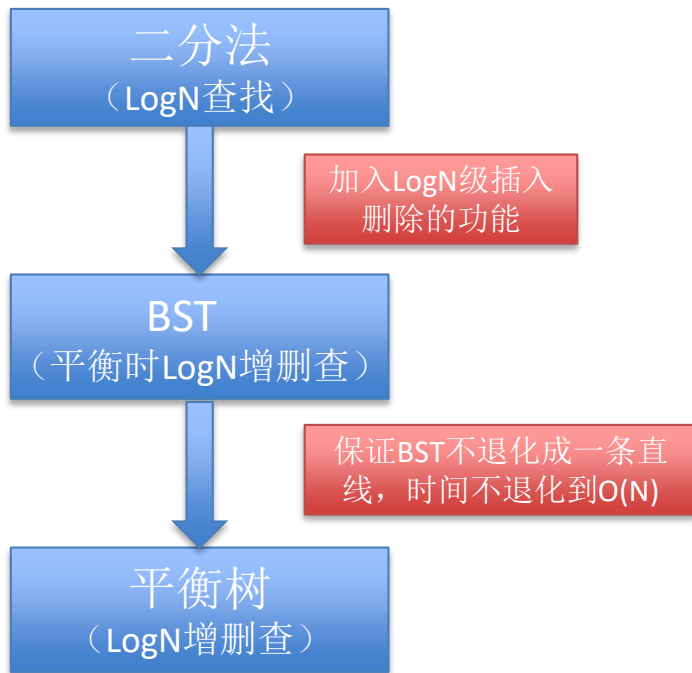 二分法
（LogN查找）
加入LogN级插入
删除的功能
BST
（平衡时LogN增删查）
保证BST不退化成一条直
线，时间不退化到O(N)
平衡树
（LogN增删查）